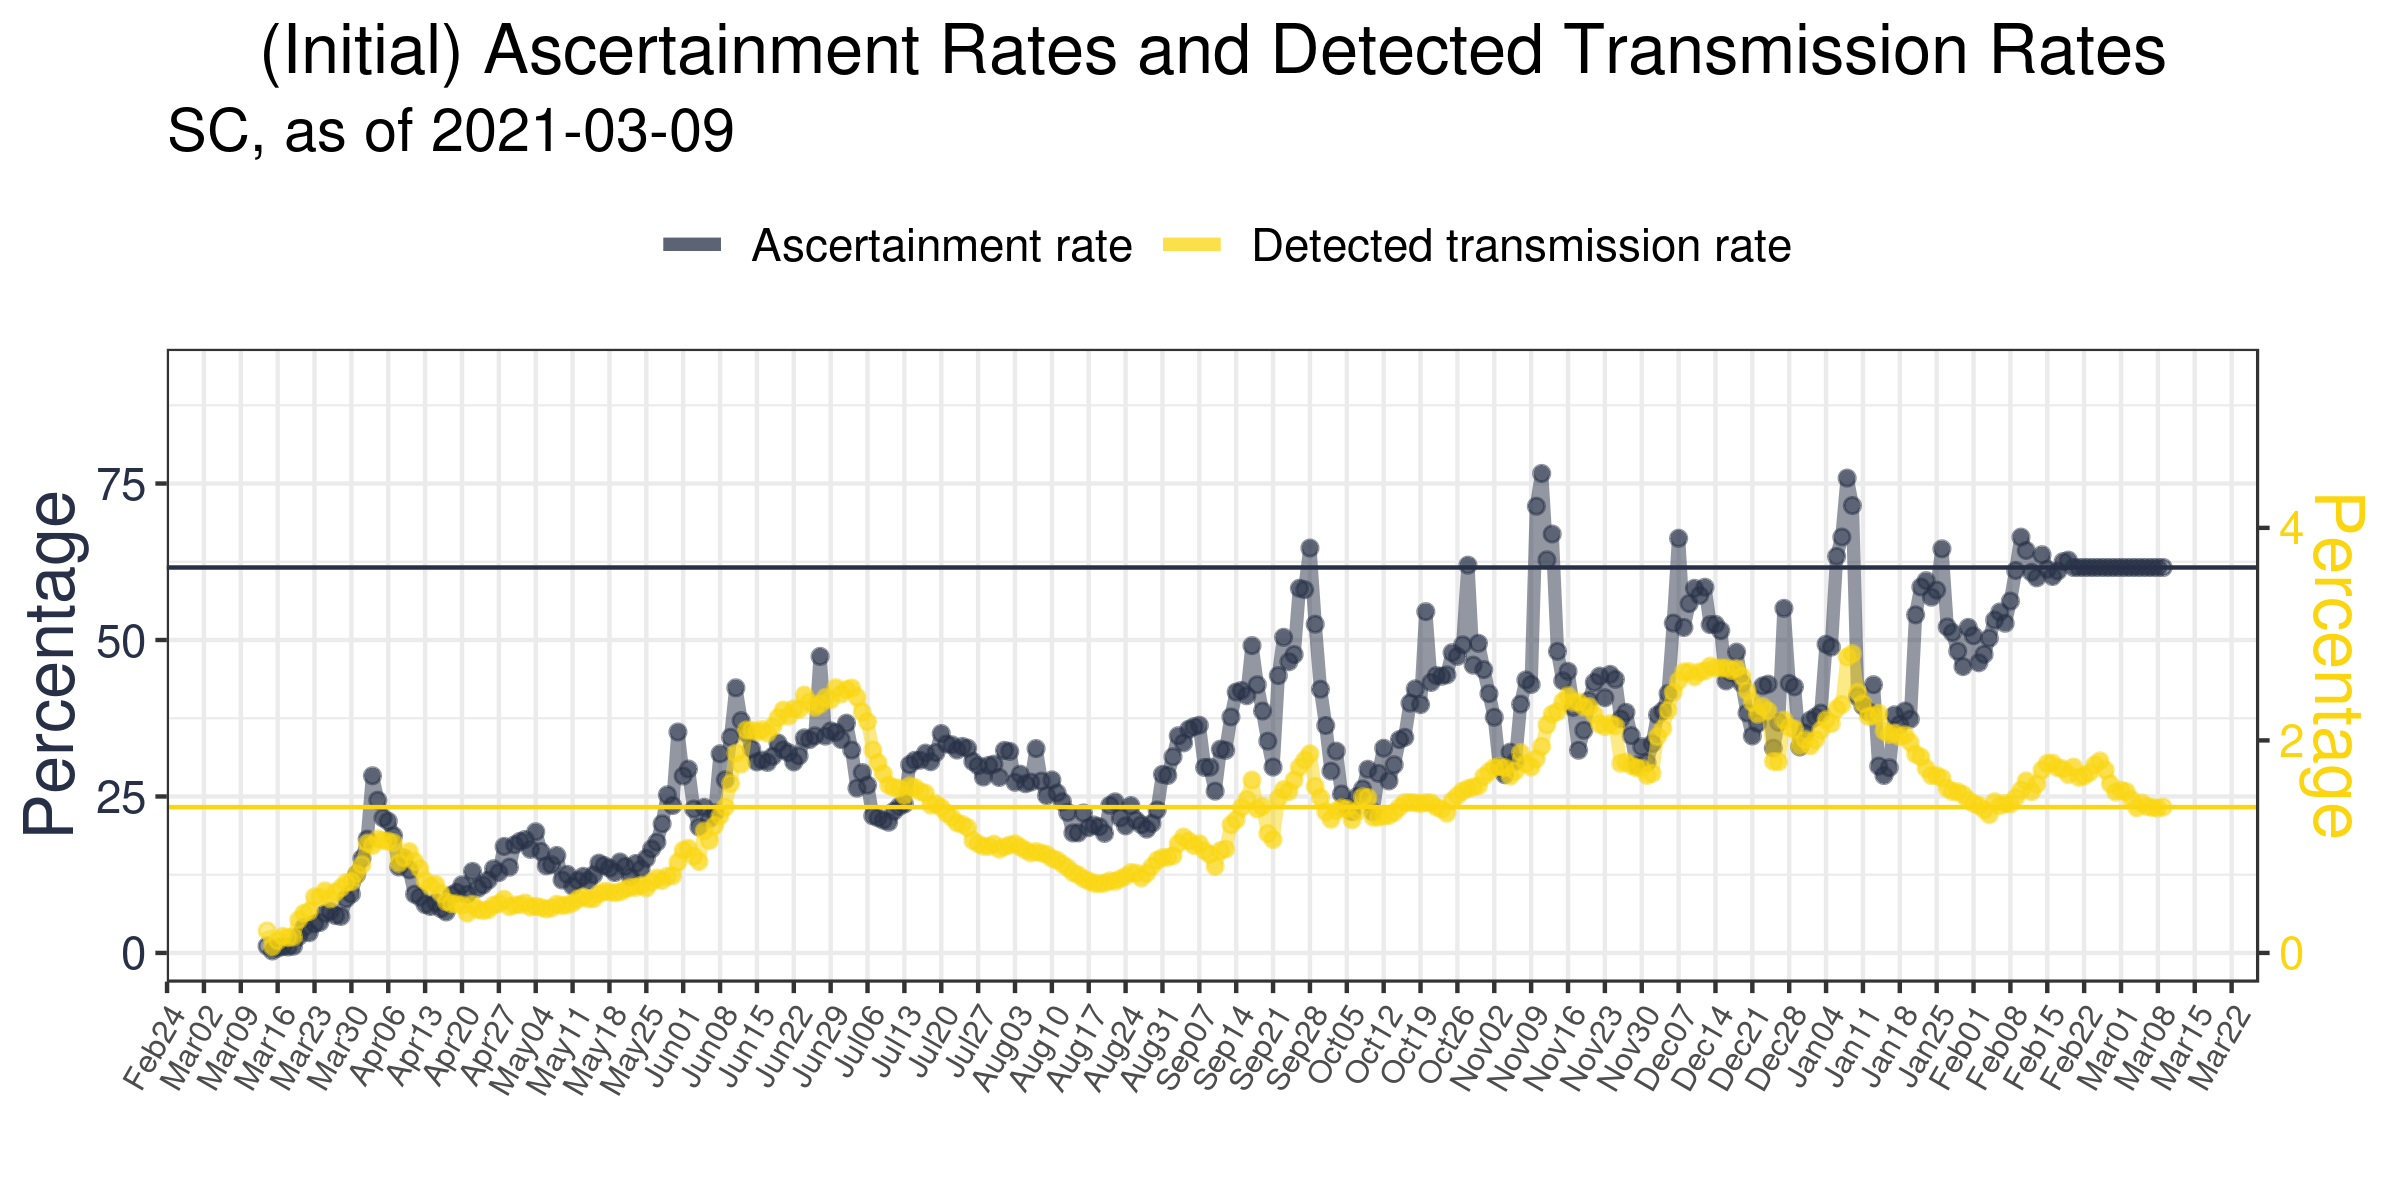 (Initial) Ascertainment Rates and Detected Transmission Rates
SC, as of 2021-03-09
Ascertainment rate
Detected transmission rate
Percentage
75
50
25
0
4
2
0
Percentage
Feb24
Mar02
Mar09
Mar16
Mar23
Mar30
Apr06
Apr13
Apr20
Apr27
May04
May11
May18
May25
Jun01
Jun08
Jun15
Jun22
Jun29
Jul06
Jul13
Jul20
Jul27
Aug03
Aug10
Aug17
Aug24
Aug31
Sep07
Sep14
Sep21
Sep28
Oct05
Oct12
Oct19
Oct26
Nov02
Nov09
Nov16
Nov23
Nov30
Dec07
Dec14
Dec21
Dec28
Jan04
Jan11
Jan18
Jan25
Feb01
Feb08
Feb15
Feb22
Mar01
Mar08
Mar15
Mar22